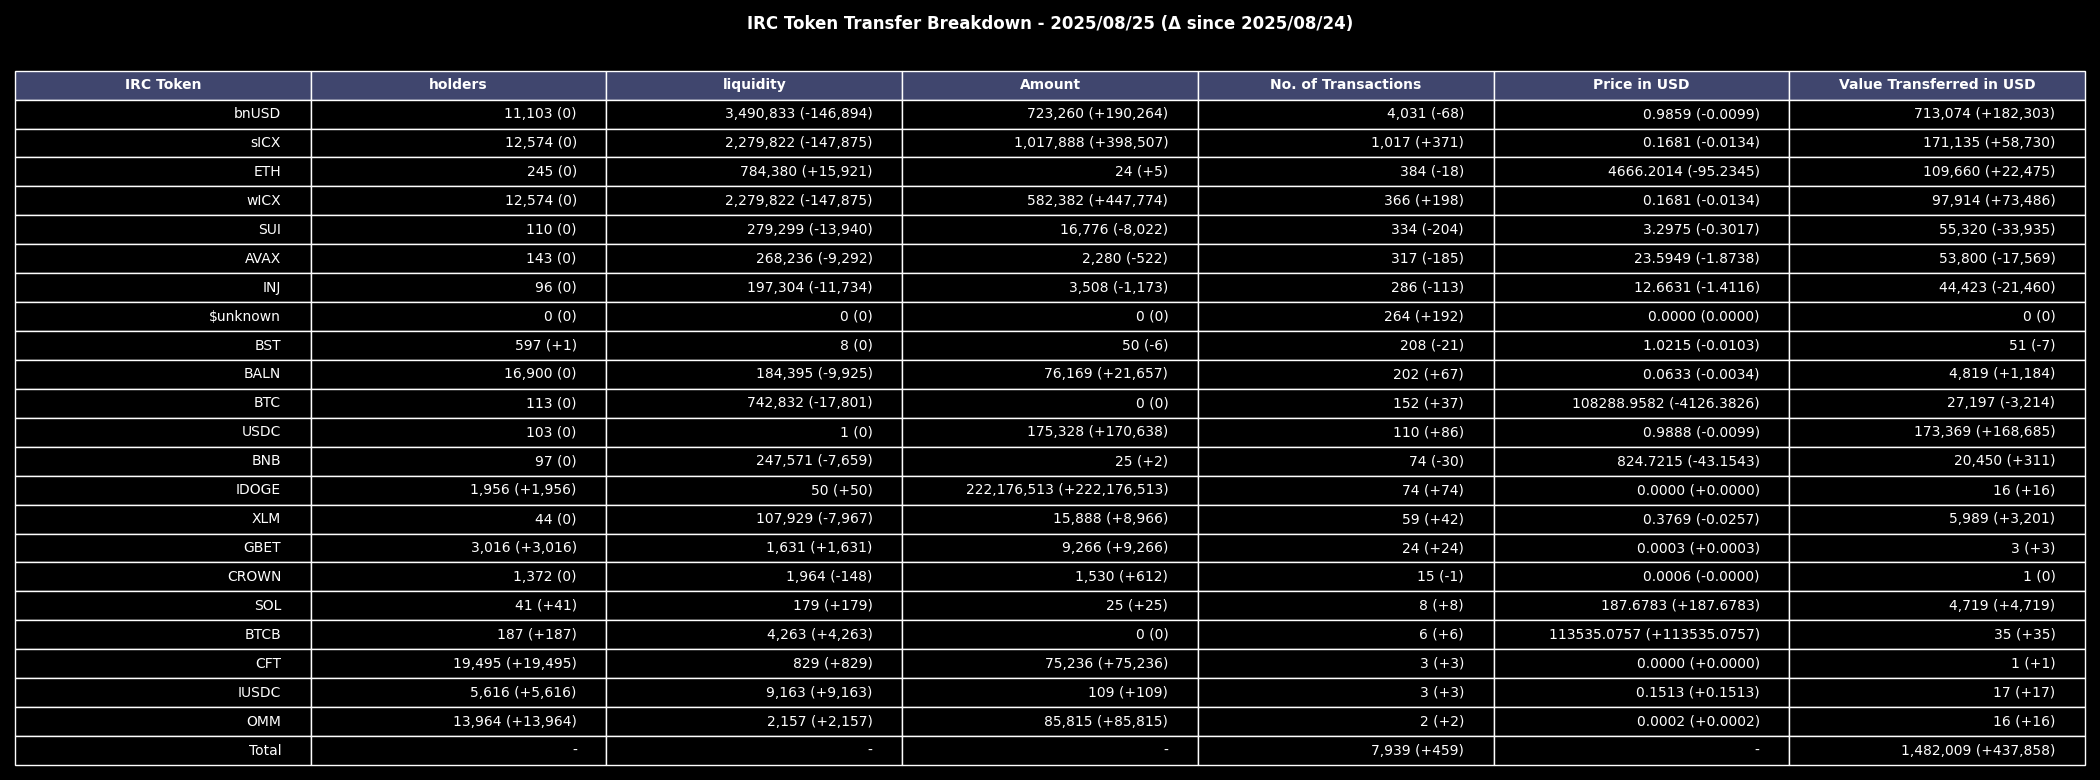 IRC Token Transfer Breakdown - 2025/08/25 (Δ since 2025/08/24)
IRC Token holders liquidity Amount No. of Transactions Price in USD Value Transferred in USD
bnUSD 11,103 (0) 3,490,833 (-146,894) 723,260 (+190,264) 4,031 (-68) 0.9859 (-0.0099) 713,074 (+182,303)
sICX 12,574 (0) 2,279,822 (-147,875) 1,017,888 (+398,507) 1,017 (+371) 0.1681 (-0.0134) 171,135 (+58,730)
ETH 245 (0) 784,380 (+15,921) 24 (+5) 384 (-18) 4666.2014 (-95.2345) 109,660 (+22,475)
wICX 12,574 (0) 2,279,822 (-147,875) 582,382 (+447,774) 366 (+198) 0.1681 (-0.0134) 97,914 (+73,486)
SUI 110 (0) 279,299 (-13,940) 16,776 (-8,022) 334 (-204) 3.2975 (-0.3017) 55,320 (-33,935)
AVAX 143 (0) 268,236 (-9,292) 2,280 (-522) 317 (-185) 23.5949 (-1.8738) 53,800 (-17,569)
INJ 96 (0) 197,304 (-11,734) 3,508 (-1,173) 286 (-113) 12.6631 (-1.4116) 44,423 (-21,460)
$unknown 0 (0) 0 (0) 0 (0) 264 (+192) 0.0000 (0.0000) 0 (0)
BST 597 (+1) 8 (0) 50 (-6) 208 (-21) 1.0215 (-0.0103) 51 (-7)
BALN 16,900 (0) 184,395 (-9,925) 76,169 (+21,657) 202 (+67) 0.0633 (-0.0034) 4,819 (+1,184)
BTC 113 (0) 742,832 (-17,801) 0 (0) 152 (+37) 108288.9582 (-4126.3826) 27,197 (-3,214)
USDC 103 (0) 1 (0) 175,328 (+170,638) 110 (+86) 0.9888 (-0.0099) 173,369 (+168,685)
BNB 97 (0) 247,571 (-7,659) 25 (+2) 74 (-30) 824.7215 (-43.1543) 20,450 (+311)
IDOGE 1,956 (+1,956) 50 (+50) 222,176,513 (+222,176,513) 74 (+74) 0.0000 (+0.0000) 16 (+16)
XLM 44 (0) 107,929 (-7,967) 15,888 (+8,966) 59 (+42) 0.3769 (-0.0257) 5,989 (+3,201)
GBET 3,016 (+3,016) 1,631 (+1,631) 9,266 (+9,266) 24 (+24) 0.0003 (+0.0003) 3 (+3)
CROWN 1,372 (0) 1,964 (-148) 1,530 (+612) 15 (-1) 0.0006 (-0.0000) 1 (0)
SOL 41 (+41) 179 (+179) 25 (+25) 8 (+8) 187.6783 (+187.6783) 4,719 (+4,719)
BTCB 187 (+187) 4,263 (+4,263) 0 (0) 6 (+6) 113535.0757 (+113535.0757) 35 (+35)
CFT 19,495 (+19,495) 829 (+829) 75,236 (+75,236) 3 (+3) 0.0000 (+0.0000) 1 (+1)
IUSDC 5,616 (+5,616) 9,163 (+9,163) 109 (+109) 3 (+3) 0.1513 (+0.1513) 17 (+17)
OMM 13,964 (+13,964) 2,157 (+2,157) 85,815 (+85,815) 2 (+2) 0.0002 (+0.0002) 16 (+16)
Total - - - 7,939 (+459) - 1,482,009 (+437,858)